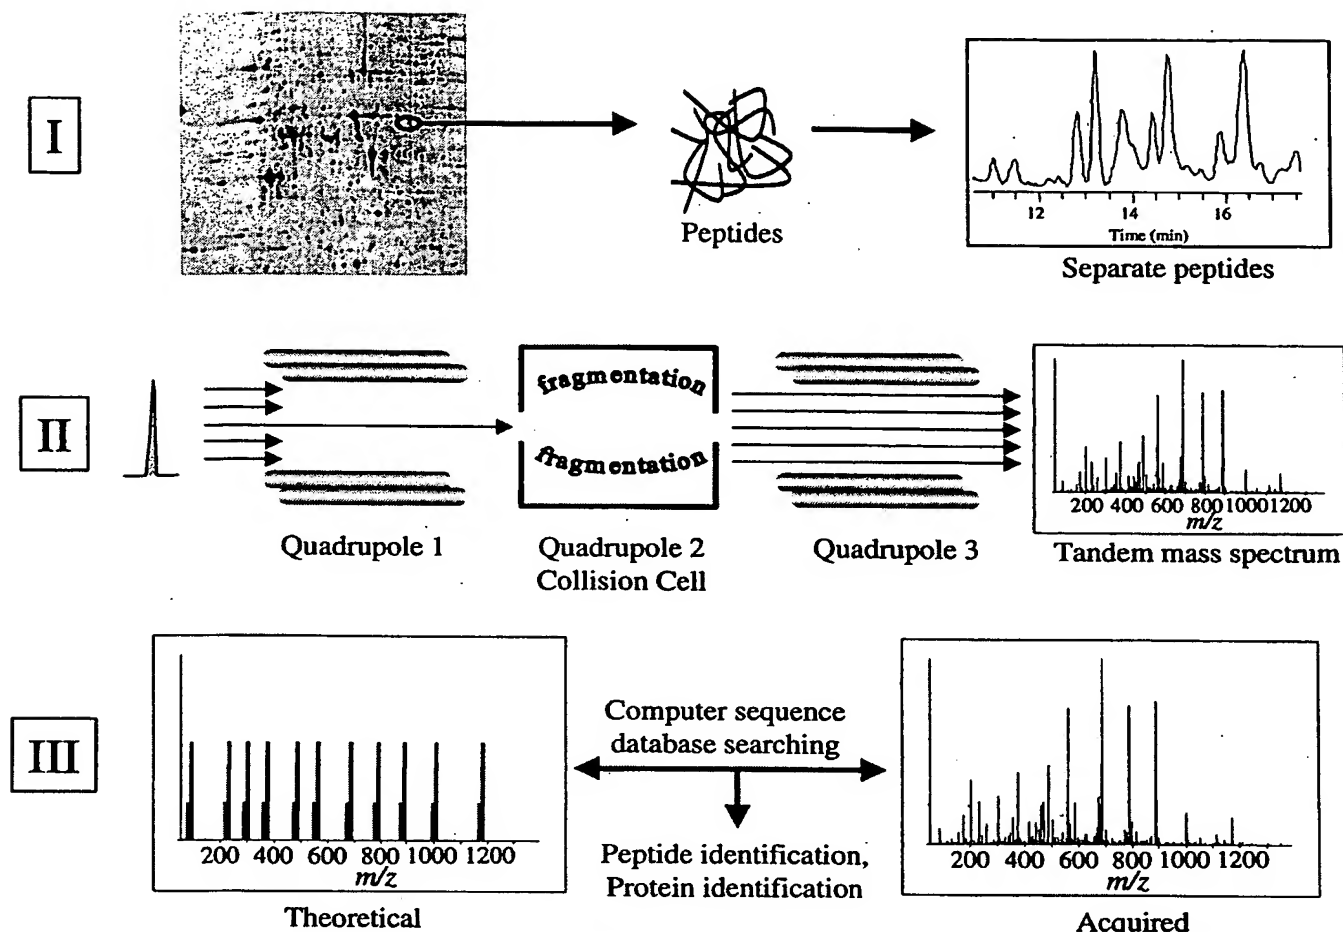 I
Peptides
12 14 16
Time (min)
Separate peptides
II
fragmentation
fragmentation
Quadrupole 1
Quadrupole 2
Collision Cell
Quadrupole 3
200 400 600 800 1000 1200
m/z
Tandem mass spectrum
III
200 400 600 800 1000 1200
m/z
Theoretical
Computer sequence
database searching
Peptide identification,
Protein identification
200 400 600 800 1000 1200
m/z
Acquired